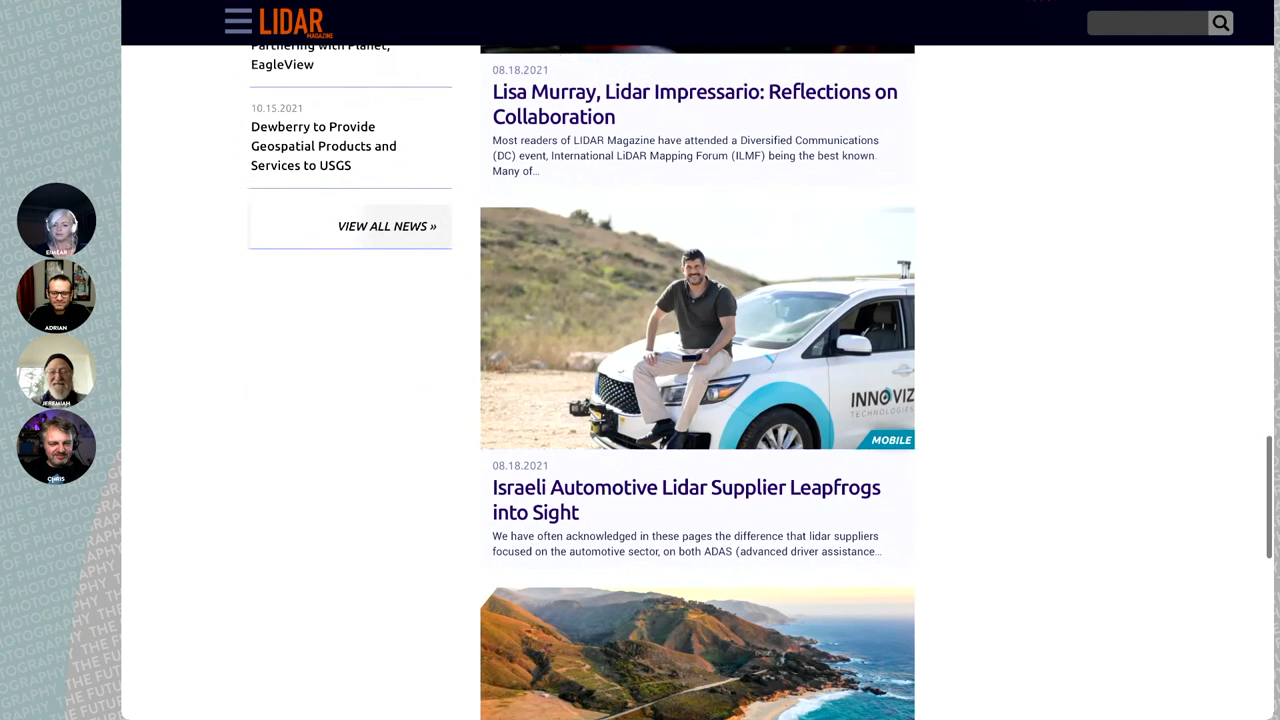 LIDAR
MAGAZINE
Partnering with Planet,
EagleView
10.15.2021
Dewberry to Provide
Geospatial Products and
Services to USGS
VIEW ALL NEWS »
08.18.2021
Lisa Murray, Lidar Impressario: Reflections on
Collaboration
Most readers of LIDAR Magazine have attended a Diversified Communications
(DC) event, International LiDAR Mapping Forum (ILMF) being the best known.
Many of...
INNOVIZ
TECHNOLOGIES
MOBILE
08.18.2021
Israeli Automotive Lidar Supplier Leapfrogs
into Sight
We have often acknowledged in these pages the difference that lidar suppliers
focused on the automotive sector, on both ADAS (advanced driver assistance...
EIMEAR
ADRIAN
JEREMIAH
CHRIS